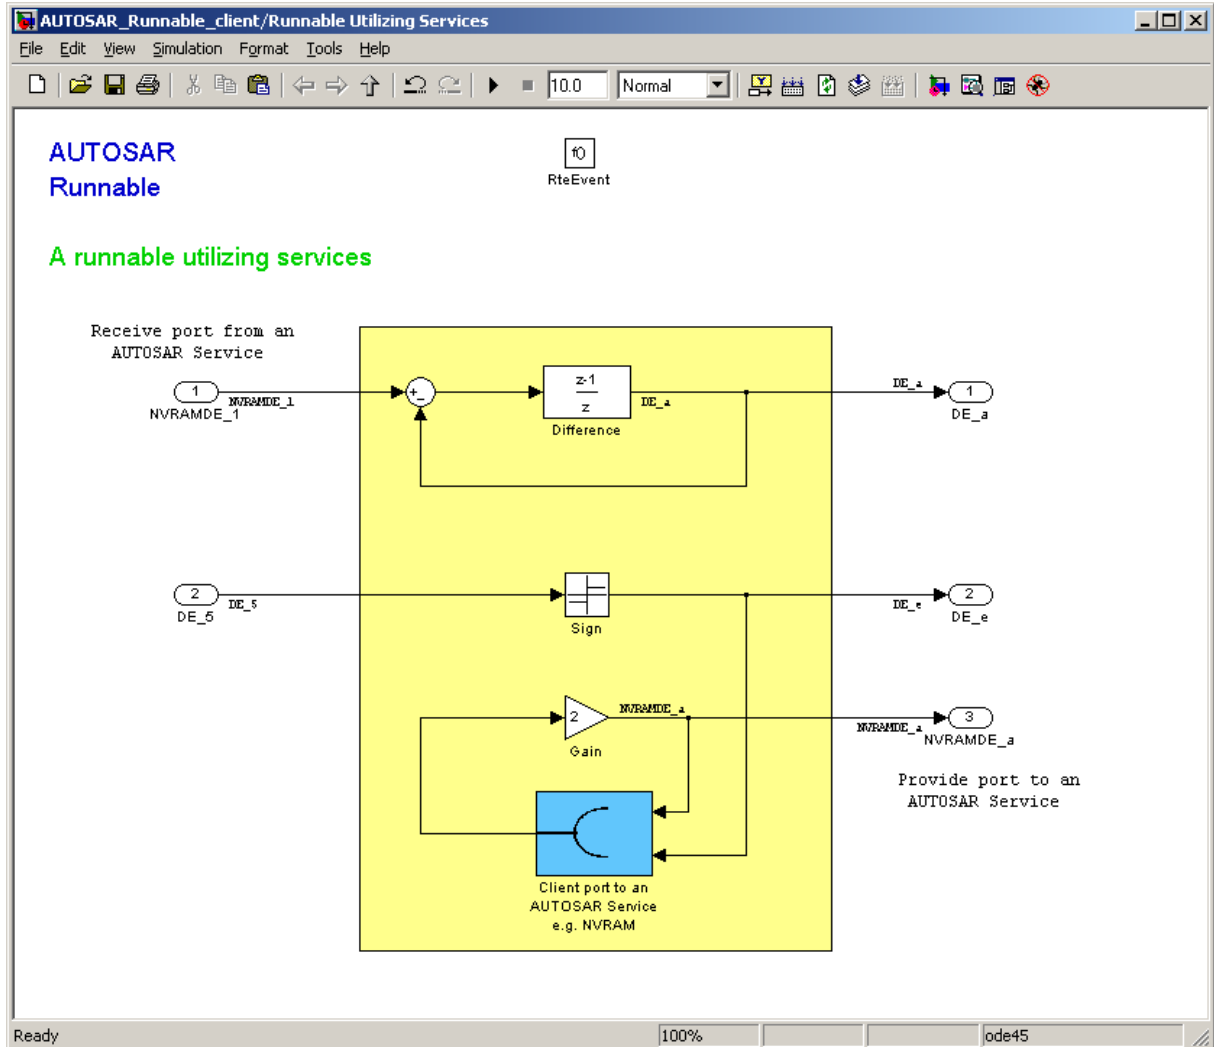 AUTOSAR_Runnable_client/Runnable Utilizing Services
File Edit View Simulation Format Tools Help
10.0 Normal
AUTOSAR
Runnable
f()
RteEvent
A runnable utilizing services
Receive port from an
AUTOSAR Service
1
NVRAMDE_1
NVRAMDE_1
+
-
z-1
z
Difference
DE_a
DE_a
1
DE_a
2
DE_5
DE_5
Sign
DE_e
2
DE_e
2
Gain
NVRAMDE_a
NVRAMDE_a
3
NVRAMDE_a
Provide port to an
AUTOSAR Service
Client port to an
AUTOSAR Service
e.g. NVRAM
Ready 100% ode45